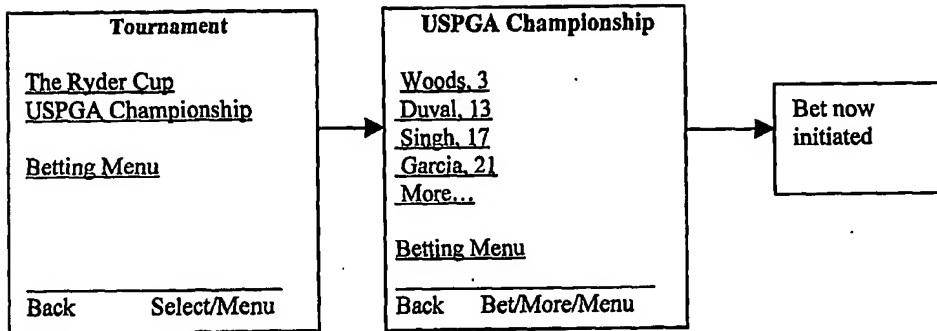 Tournament
The Ryder Cup
USPGA Championship
Betting Menu
Back Select/Menu
USPGA Championship
Woods, 3
Duval, 13
Singh, 17
Garcia, 21
More...
Betting Menu
Back Bet/More/Menu
Bet now
initiated